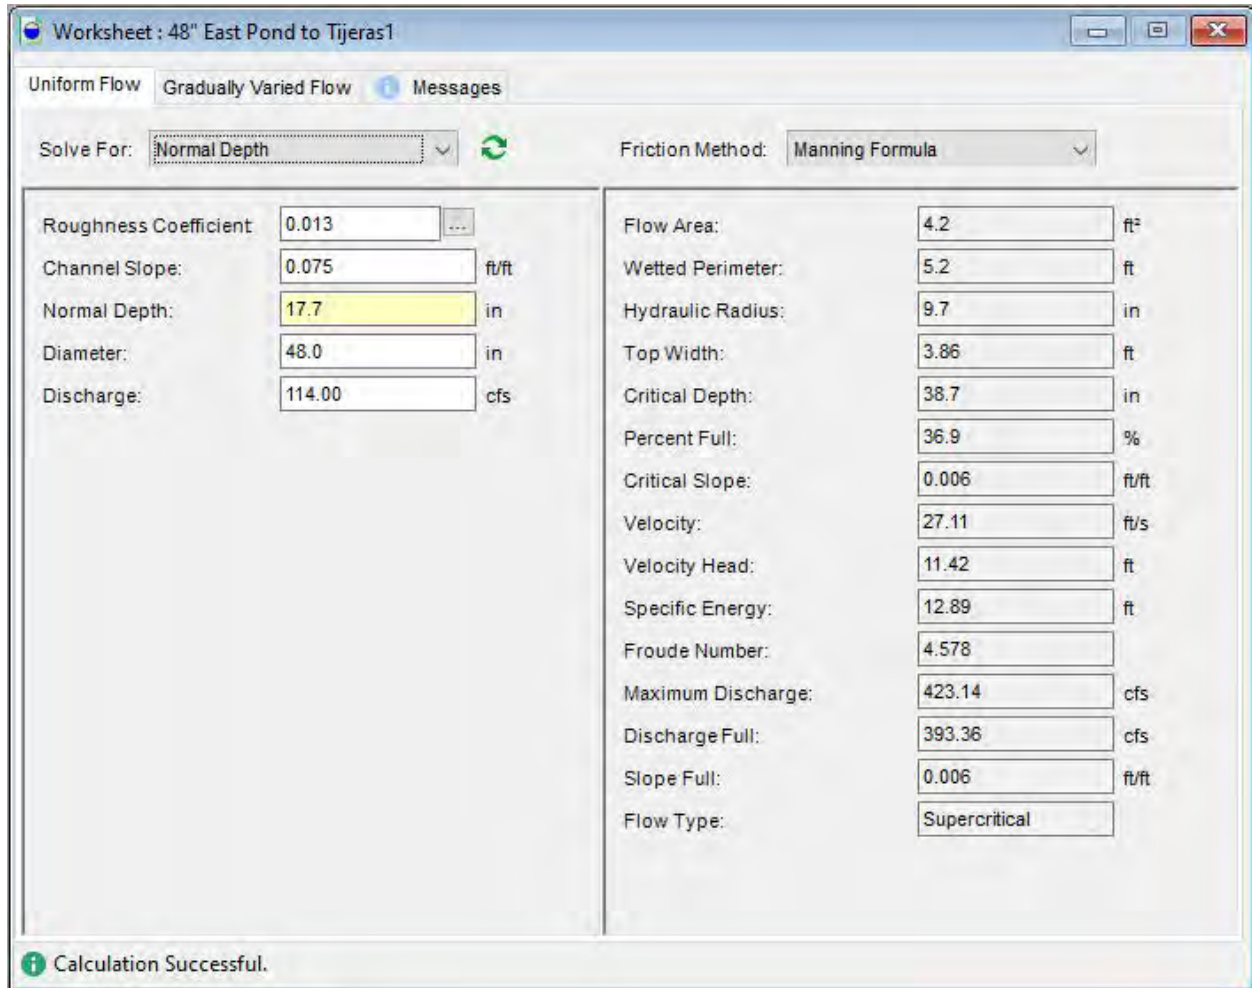 Worksheet : 48" East Pond to Tijeras1
Uniform Flow Gradually Varied Flow Messages
Solve For: Normal Depth Friction Method: Manning Formula
Roughness Coefficient 0.013 ...
Channel Slope: 0.075 ft/ft
Normal Depth: 17.7 in
Diameter: 48.0 in
Discharge: 114.00 cfs
Flow Area: 4.2 ft²
Wetted Perimeter: 5.2 ft
Hydraulic Radius: 9.7 in
Top Width: 3.86 ft
Critical Depth: 38.7 in
Percent Full: 36.9 %
Critical Slope: 0.006 ft/ft
Velocity: 27.11 ft/s
Velocity Head: 11.42 ft
Specific Energy: 12.89 ft
Froude Number: 4.578
Maximum Discharge: 423.14 cfs
Discharge Full: 393.36 cfs
Slope Full: 0.006 ft/ft
Flow Type: Supercritical
Calculation Successful.